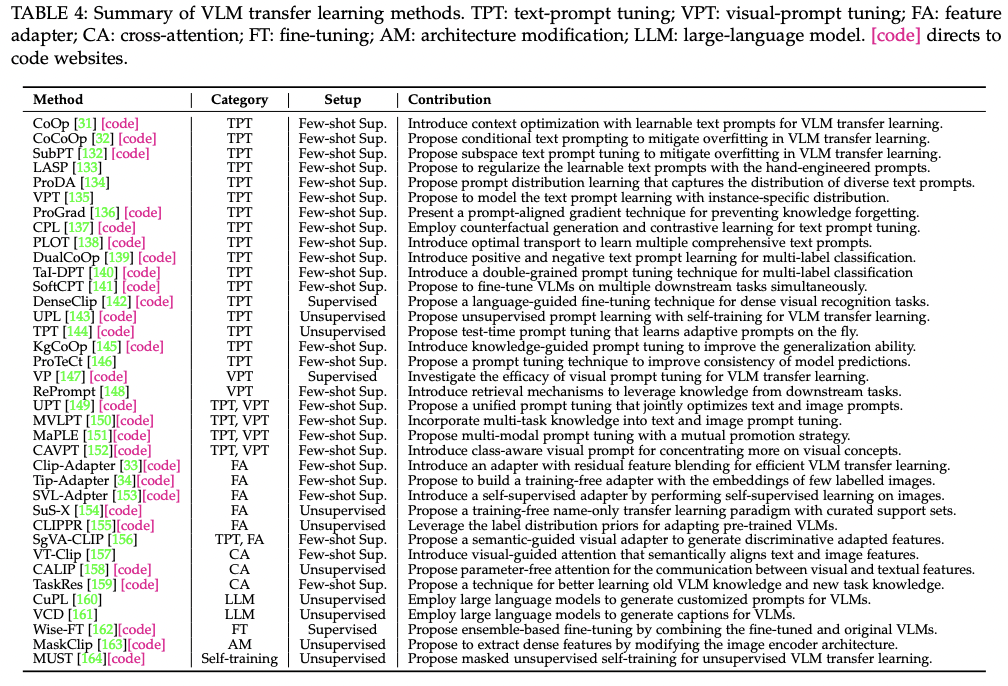 TABLE 4: Summary of VLM transfer learning methods. TPT: text-prompt tuning; VPT: visual-prompt tuning; FA: feature
adapter; CA: cross-attention; FT: fine-tuning; AM: architecture modification; LLM: large-language model. [code] directs to
code websites.
Method Category Setup Contribution
CoOp [31] [code] TPT Few-shot Sup. Introduce context optimization with learnable text prompts for VLM transfer learning.
CoCoOp [32] [code] TPT Few-shot Sup. Propose conditional text prompting to mitigate overfitting in VLM transfer learning.
SubPT [132] [code] TPT Few-shot Sup. Propose subspace text prompt tuning to mitigate overfitting in VLM transfer learning.
LASP [133] TPT Few-shot Sup. Propose to regularize the learnable text prompts with the hand-engineered prompts.
ProDA [134] TPT Few-shot Sup. Propose prompt distribution learning that captures the distribution of diverse text prompts.
VPT [135] TPT Few-shot Sup. Propose to model the text prompt learning with instance-specific distribution.
ProGrad [136] [code] TPT Few-shot Sup. Present a prompt-aligned gradient technique for preventing knowledge forgetting.
CPL [137] [code] TPT Few-shot Sup. Employ counterfactual generation and contrastive learning for text prompt tuning.
PLOT [138] [code] TPT Few-shot Sup. Introduce optimal transport to learn multiple comprehensive text prompts.
DualCoOp [139] [code] TPT Few-shot Sup. Introduce positive and negative text prompt learning for multi-label classification.
TaI-DPT [140] [code] TPT Few-shot Sup. Introduce a double-grained prompt tuning technique for multi-label classification
SoftCPT [141] [code] TPT Few-shot Sup. Propose to fine-tune VLMs on multiple downstream tasks simultaneously.
DenseClip [142] [code] TPT Supervised Propose a language-guided fine-tuning technique for dense visual recognition tasks.
UPL [143] [code] TPT Unsupervised Propose unsupervised prompt learning with self-training for VLM transfer learning.
TPT [144] [code] TPT Unsupervised Propose test-time prompt tuning that learns adaptive prompts on the fly.
KgCoOp [145] [code] TPT Few-shot Sup. Introduce knowledge-guided prompt tuning to improve the generalization ability.
ProTeCt [146] TPT Few-shot Sup. Propose a prompt tuning technique to improve consistency of model predictions.
VP [147] [code] VPT Supervised Investigate the efficacy of visual prompt tuning for VLM transfer learning.
RePrompt [148] VPT Few-shot Sup. Introduce retrieval mechanisms to leverage knowledge from downstream tasks.
UPT [149] [code] TPT, VPT Few-shot Sup. Propose a unified prompt tuning that jointly optimizes text and image prompts.
MVLPT [150][code] TPT, VPT Few-shot Sup. Incorporate multi-task knowledge into text and image prompt tuning.
MaPLE [151][code] TPT, VPT Few-shot Sup. Propose multi-modal prompt tuning with a mutual promotion strategy.
CAVPT [152][code] TPT, VPT Few-shot Sup. Introduce class-aware visual prompt for concentrating more on visual concepts.
Clip-Adapter [33][code] FA Few-shot Sup. Introduce an adapter with residual feature blending for efficient VLM transfer learning.
Tip-Adapter [34][code] FA Few-shot Sup. Propose to build a training-free adapter with the embeddings of few labelled images.
SVL-Adpter [153][code] FA Few-shot Sup. Introduce a self-supervised adapter by performing self-supervised learning on images.
SuS-X [154][code] FA Unsupervised Propose a training-free name-only transfer learning paradigm with curated support sets.
CLIPPR [155][code] FA Unsupervised Leverage the label distribution priors for adapting pre-trained VLMs.
SgVA-CLIP [156] TPT, FA Few-shot Sup. Propose a semantic-guided visual adapter to generate discriminative adapted features.
VT-Clip [157] CA Few-shot Sup. Introduce visual-guided attention that semantically aligns text and image features.
CALIP [158] [code] CA Unsupervised Propose parameter-free attention for the communication between visual and textual features.
TaskRes [159] [code] CA Few-shot Sup. Propose a technique for better learning old VLM knowledge and new task knowledge.
CuPL [160] LLM Unsupervised Employ large language models to generate customized prompts for VLMs.
VCD [161] LLM Unsupervised Employ large language models to generate captions for VLMs.
Wise-FT [162][code] FT Supervised Propose ensemble-based fine-tuning by combining the fine-tuned and original VLMs.
MaskClip [163][code] AM Unsupervised Propose to extract dense features by modifying the image encoder architecture.
MUST [164][code] Self-training Unsupervised Propose masked unsupervised self-training for unsupervised VLM transfer learning.